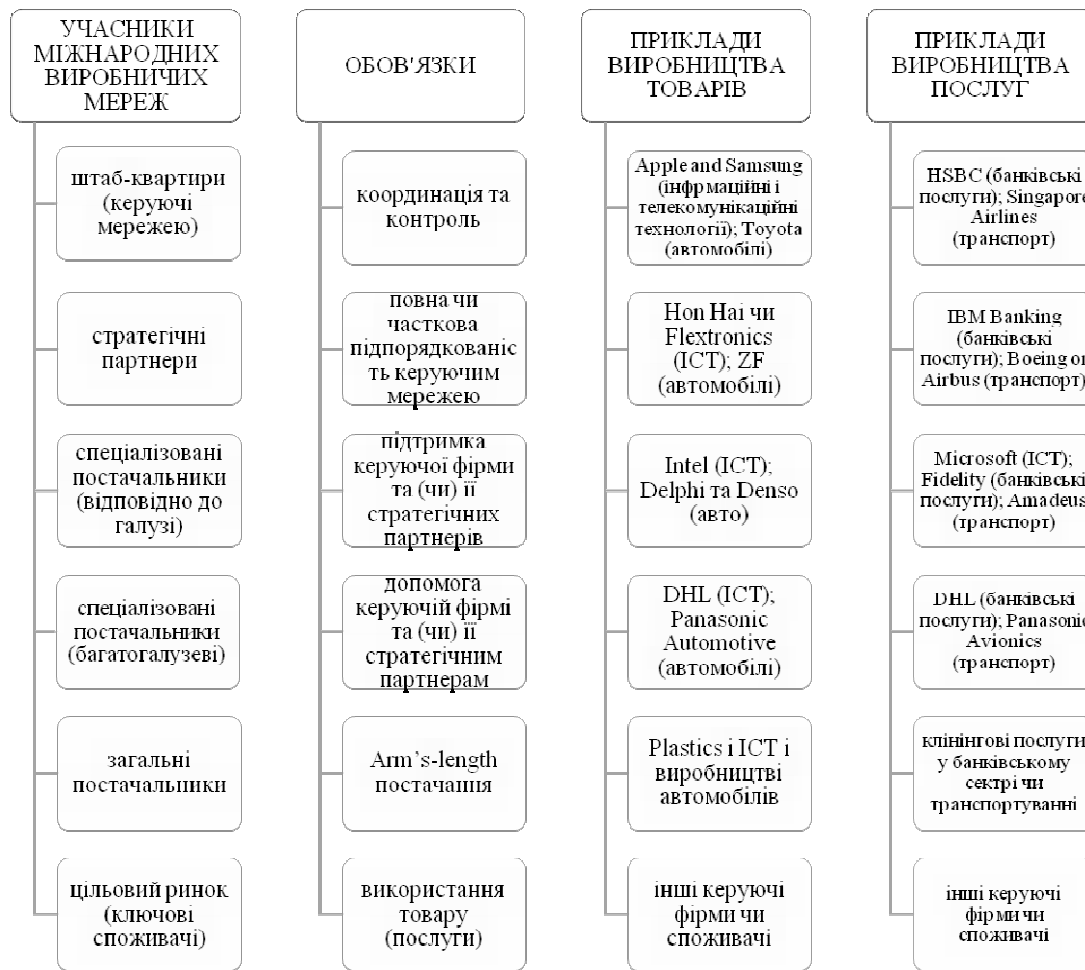 УЧАСНИКИ
МІЖНАРОДНИХ
ВИРОБНИЧИХ
МЕРЕЖ
штаб-квартири
(керуючі
мережею)
стратегічні
партнери
спеціалізовані
постачальники
(відповідно до
галузі)
спеціалізовані
постачальники
(багатогалузеві)
загальні
постачальники
цільовий ринок
(ключові
споживачі)
ОБОВ'ЯЗКИ
координація та
контроль
повна чи
часткова
підпорядкованіс
ть керуючим
мережею
підтримка
керуючої фірми
та (чи) її
стратегічних
партнерів
допомога
керуючій фірмі
та (чи) її
стратегічним
партнерам
Arm's-length
постачання
використання
товару
(послуги)
ПРИКЛАДИ
ВИРОБНИЦТВА
ТОВАРІВ
Apple and Samsung
(інфрмаційні і
телекомунікаційні
технології); Toyota
(автомобілі)
Hon Hai чи
Flextronics
(ICT); ZF
(автомобілі)
Intel (ICT);
Delphi та Denso
(авто)
DHL (ICT);
Panasonic
Automotive
(автомобілі)
Plastics і ICT і
виробництві
автомобілів
інші керуючі
фірми чи
споживачі
ПРИКЛАДИ
ВИРОБНИЦТВА
ПОСЛУГ
HSBC (банківські
послуги); Singapore
Airlines
(транспорт)
IBM Banking
(банківські
послуги); Boeing or
Airbus (транспорт)
Microsoft (ICT);
Fidelity (банківські
послуги); Amadeus
(транспорт)
DHL (банківські
послуги); Panasonic
Avionics
(транспорт)
клінінгові послуги
у банківському
сектрі чи
транспортуванні
інші керуючі
фірми чи
споживачі